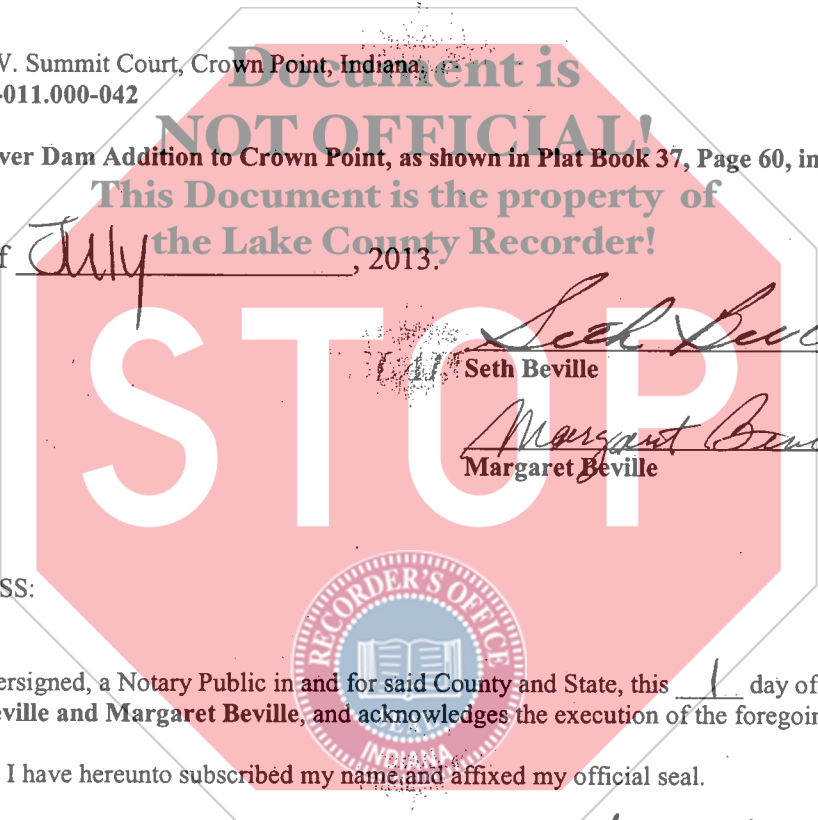 W. Summit Court, Crown Point, Indiana,
-011.000-042
Document is
NOT OFFICIAL!
ver Dam Addition to Crown Point, as shown in Plat Book 37, Page 60, in
This Document is the property of
the Lake County Recorder!
f July, 2013.
STOP
Seth
Seth Beville
Margaret
Margaret Beville
SS:
RECORDER'S OFFICE
ersigned, a Notary Public in and for said County and State, this 1 day of
eville and Margaret Beville, and acknowledges the execution of the foregoin
INDIANA
I have hereunto subscribed my name and affixed my official seal.